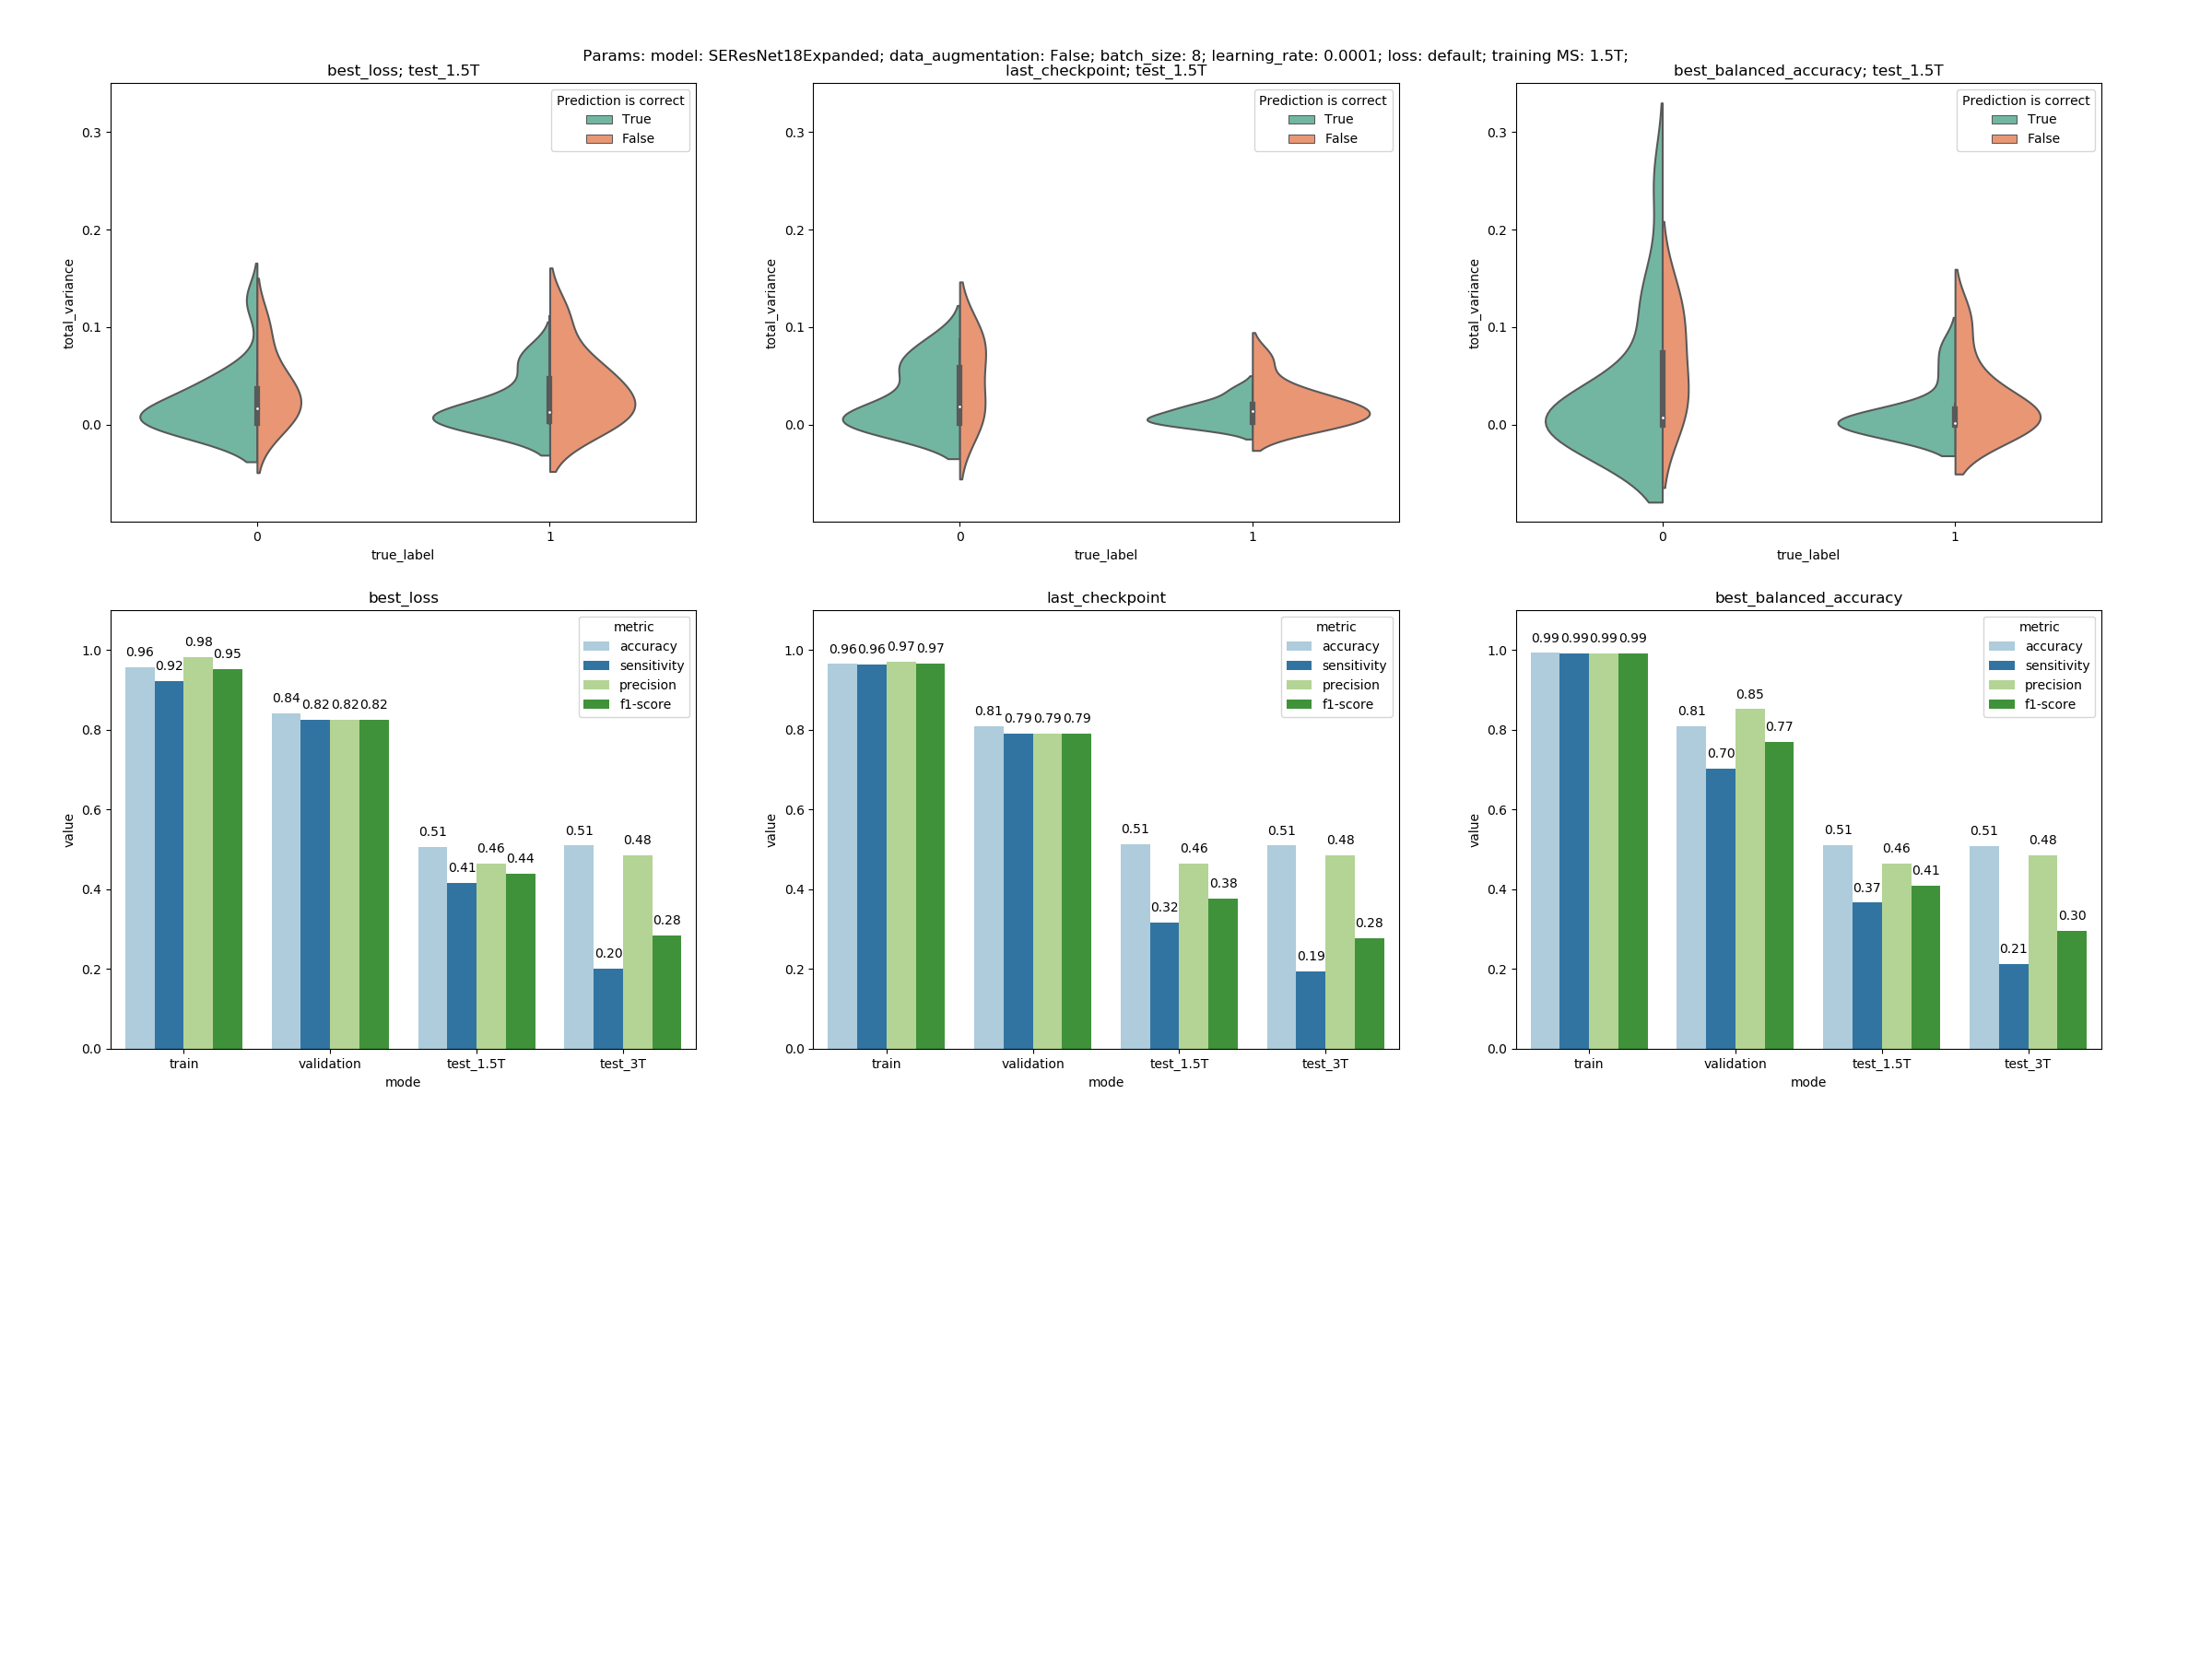 Params: model: SEResNet18Expanded; data_augmentation: False; batch_size: 8; learning_rate: 0.0001; loss: default; training MS: 1.5T;
best_loss; test_1.5T
Prediction is correct
True
False
0.3
0.2
0.1
0.0
total_variance
0 1
true_label
last_checkpoint; test_1.5T
Prediction is correct
True
False
0.3
0.2
0.1
0.0
total_variance
0 1
true_label
best_balanced_accuracy; test_1.5T
Prediction is correct
True
False
0.3
0.2
0.1
0.0
total_variance
0 1
true_label
best_loss
metric
accuracy
sensitivity
precision
f1-score
1.0
0.8
0.6
0.4
0.2
0.0
value
0.96 0.92 0.98 0.95
0.84 0.82 0.82 0.82
0.51 0.41 0.46 0.44
0.51 0.20 0.48 0.28
train validation test_1.5T test_3T
mode
last_checkpoint
metric
accuracy
sensitivity
precision
f1-score
1.0
0.8
0.6
0.4
0.2
0.0
value
0.96 0.96 0.97 0.97
0.81 0.79 0.79 0.79
0.51 0.32 0.46 0.38
0.51 0.19 0.48 0.28
train validation test_1.5T test_3T
mode
best_balanced_accuracy
metric
accuracy
sensitivity
precision
f1-score
1.0
0.8
0.6
0.4
0.2
0.0
value
0.99 0.99 0.99 0.99
0.81 0.70 0.85 0.77
0.51 0.37 0.46 0.41
0.51 0.21 0.48 0.30
train validation test_1.5T test_3T
mode